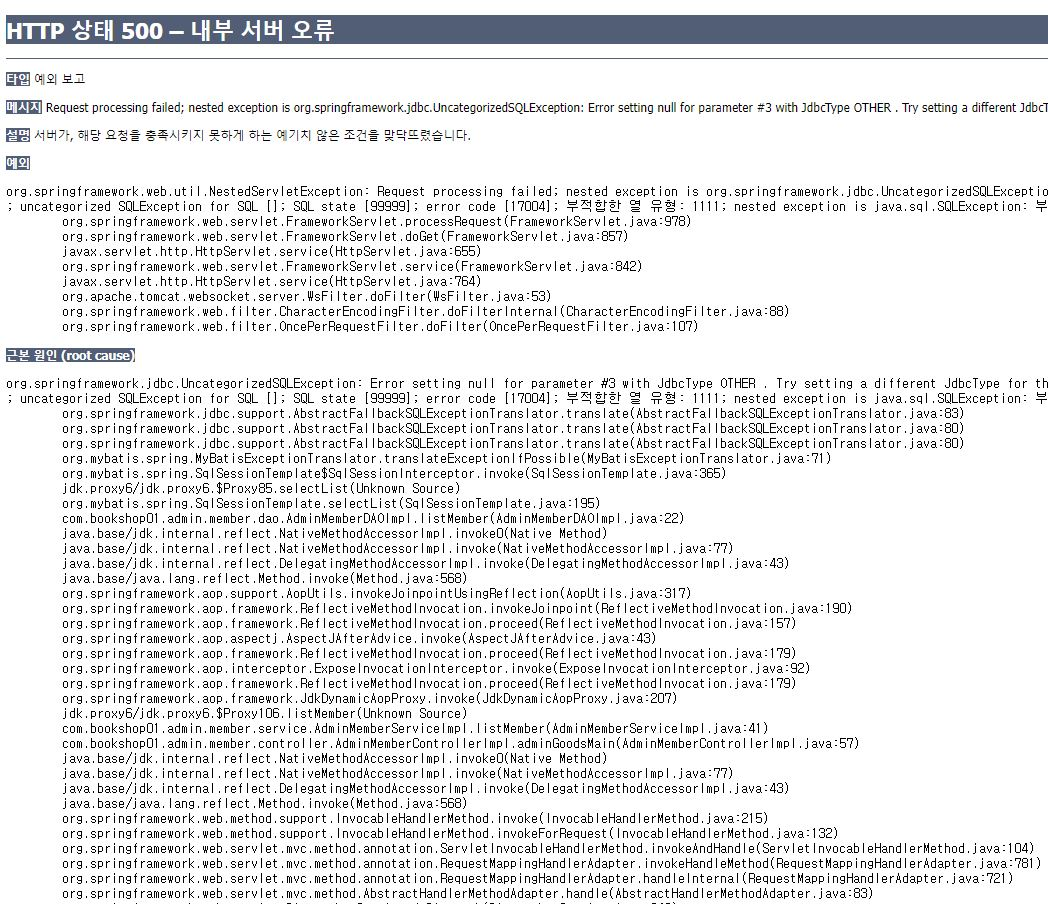 HTTP 상태 500 – 내부 서버 오류
타입 예외 보고
메시지 Request processing failed; nested exception is org.springframework.jdbc.UncategorizedSQLException: Error setting null for parameter #3 with JdbcType OTHER . Try setting a different JdbcT
설명 서버가, 해당 요청을 충족시키지 못하게 하는 예기치 않은 조건을 맞닥뜨렸습니다.
예외
org.springframework.web.util.NestedServletException: Request processing failed; nested exception is org.springframework.jdbc.UncategorizedSQLExceptio
; uncategorized SQLException for SQL []; SQL state [99999]; error code [17004]; 부적합한 열 유형: 1111; nested exception is java.sql.SQLException: 부
org.springframework.web.servlet.FrameworkServlet.processRequest(FrameworkServlet.java:978)
org.springframework.web.servlet.FrameworkServlet.doGet(FrameworkServlet.java:857)
javax.servlet.http.HttpServlet.service(HttpServlet.java:655)
org.springframework.web.servlet.FrameworkServlet.service(FrameworkServlet.java:842)
javax.servlet.http.HttpServlet.service(HttpServlet.java:764)
org.apache.tomcat.websocket.server.WsFilter.doFilter(WsFilter.java:53)
org.springframework.web.filter.CharacterEncodingFilter.doFilterInternal(CharacterEncodingFilter.java:88)
org.springframework.web.filter.OncePerRequestFilter.doFilter(OncePerRequestFilter.java:107)
근본 원인 (root cause)
org.springframework.jdbc.UncategorizedSQLException: Error setting null for parameter #3 with JdbcType OTHER . Try setting a different JdbcType for th
; uncategorized SQLException for SQL []; SQL state [99999]; error code [17004]; 부적합한 열 유형: 1111; nested exception is java.sql.SQLException: 부
org.springframework.jdbc.support.AbstractFallbackSQLExceptionTranslator.translate(AbstractFallbackSQLExceptionTranslator.java:83)
org.springframework.jdbc.support.AbstractFallbackSQLExceptionTranslator.translate(AbstractFallbackSQLExceptionTranslator.java:80)
org.springframework.jdbc.support.AbstractFallbackSQLExceptionTranslator.translate(AbstractFallbackSQLExceptionTranslator.java:80)
org.mybatis.spring.MyBatisExceptionTranslator.translateExceptionIfPossible(MyBatisExceptionTranslator.java:71)
org.mybatis.spring.SqlSessionTemplate$SqlSessionInterceptor.invoke(SqlSessionTemplate.java:365)
jdk.proxy6/jdk.proxy6.$Proxy85.selectList(Unknown Source)
org.mybatis.spring.SqlSessionTemplate.selectList(SqlSessionTemplate.java:195)
com.bookshop01.admin.member.dao.AdminMemberDAOImpl.listMember(AdminMemberDAOImpl.java:22)
java.base/jdk.internal.reflect.NativeMethodAccessorImpl.invoke0(Native Method)
java.base/jdk.internal.reflect.NativeMethodAccessorImpl.invoke(NativeMethodAccessorImpl.java:77)
java.base/jdk.internal.reflect.DelegatingMethodAccessorImpl.invoke(DelegatingMethodAccessorImpl.java:43)
java.base/java.lang.reflect.Method.invoke(Method.java:568)
org.springframework.aop.support.AopUtils.invokeJoinpointUsingReflection(AopUtils.java:317)
org.springframework.aop.framework.ReflectiveMethodInvocation.invokeJoinpoint(ReflectiveMethodInvocation.java:190)
org.springframework.aop.framework.ReflectiveMethodInvocation.proceed(ReflectiveMethodInvocation.java:157)
org.springframework.aop.aspectj.AspectJAfterAdvice.invoke(AspectJAfterAdvice.java:43)
org.springframework.aop.framework.ReflectiveMethodInvocation.proceed(ReflectiveMethodInvocation.java:179)
org.springframework.aop.interceptor.ExposeInvocationInterceptor.invoke(ExposeInvocationInterceptor.java:92)
org.springframework.aop.framework.ReflectiveMethodInvocation.proceed(ReflectiveMethodInvocation.java:179)
org.springframework.aop.framework.JdkDynamicAopProxy.invoke(JdkDynamicAopProxy.java:207)
jdk.proxy6/jdk.proxy6.$Proxy106.listMember(Unknown Source)
com.bookshop01.admin.member.service.AdminMemberServiceImpl.listMember(AdminMemberServiceImpl.java:41)
com.bookshop01.admin.member.controller.AdminMemberControllerImpl.adminGoodsMain(AdminMemberControllerImpl.java:57)
java.base/jdk.internal.reflect.NativeMethodAccessorImpl.invoke0(Native Method)
java.base/jdk.internal.reflect.NativeMethodAccessorImpl.invoke(NativeMethodAccessorImpl.java:77)
java.base/jdk.internal.reflect.DelegatingMethodAccessorImpl.invoke(DelegatingMethodAccessorImpl.java:43)
java.base/java.lang.reflect.Method.invoke(Method.java:568)
org.springframework.web.method.support.InvocableHandlerMethod.invoke(InvocableHandlerMethod.java:215)
org.springframework.web.method.support.InvocableHandlerMethod.invokeForRequest(InvocableHandlerMethod.java:132)
org.springframework.web.servlet.mvc.method.annotation.ServletInvocableHandlerMethod.invokeAndHandle(ServletInvocableHandlerMethod.java:104)
org.springframework.web.servlet.mvc.method.annotation.RequestMappingHandlerAdapter.invokeHandleMethod(RequestMappingHandlerAdapter.java:781)
org.springframework.web.servlet.mvc.method.annotation.RequestMappingHandlerAdapter.handleInternal(RequestMappingHandlerAdapter.java:721)
org.springframework.web.servlet.mvc.method.AbstractHandlerMethodAdapter.handle(AbstractHandlerMethodAdapter.java:83)